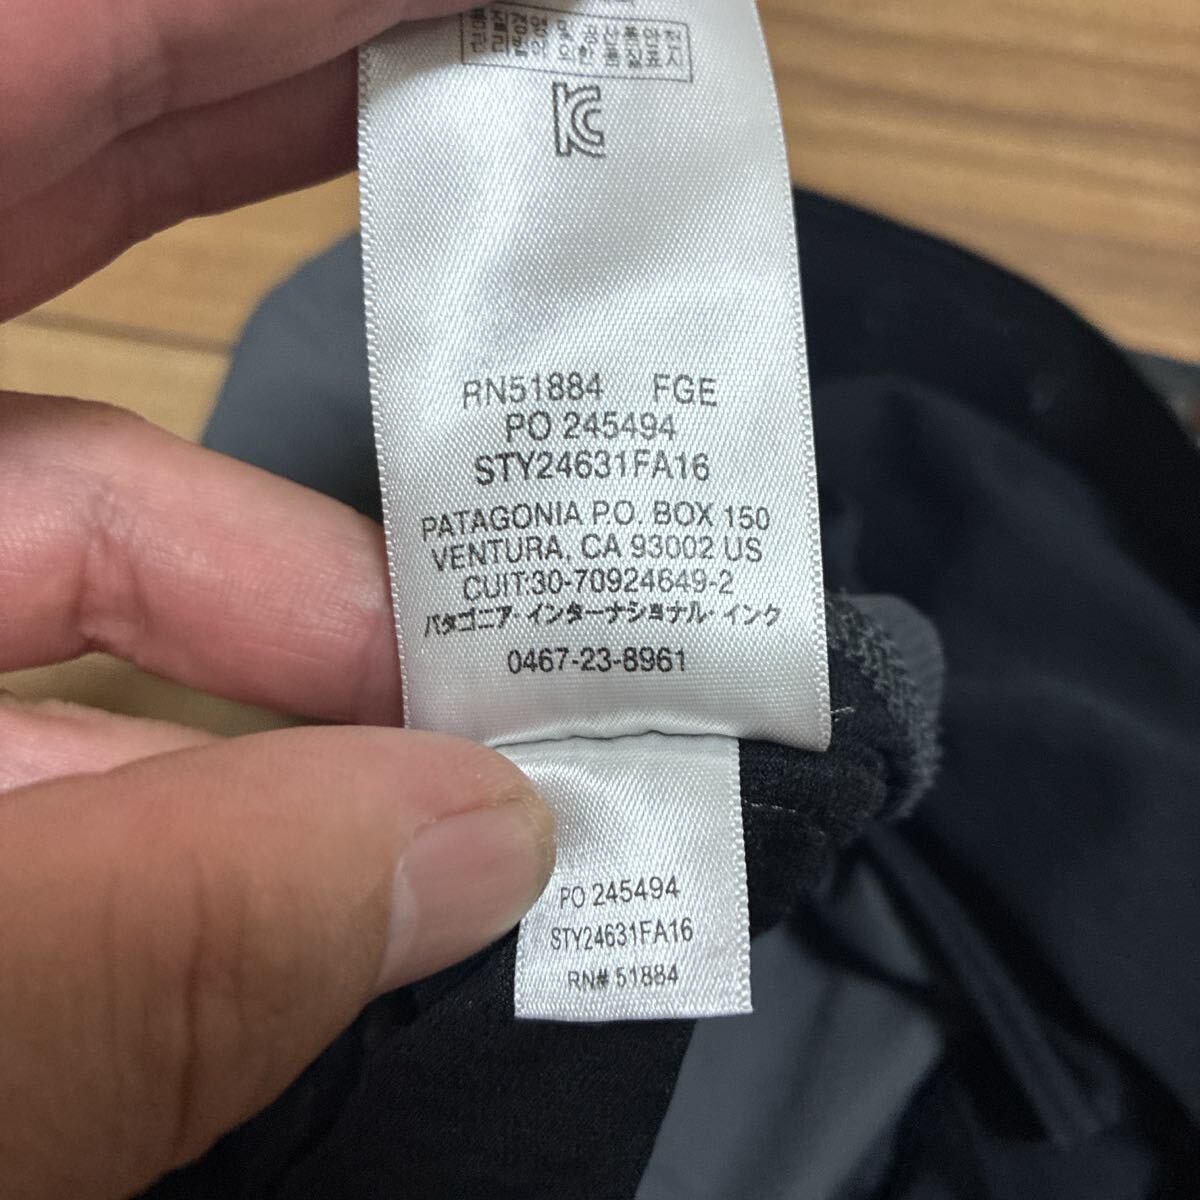 RN51884 FGE
PO 245494
STY24631FA16
PATAGONIA P.O. BOX 150
VENTURA, CA 93002 US
CUIT:30-70924649-2
パタゴニア・インターナショナル・インク
0467-23-8961
PO 245494
STY24631FA16
RN# 51884